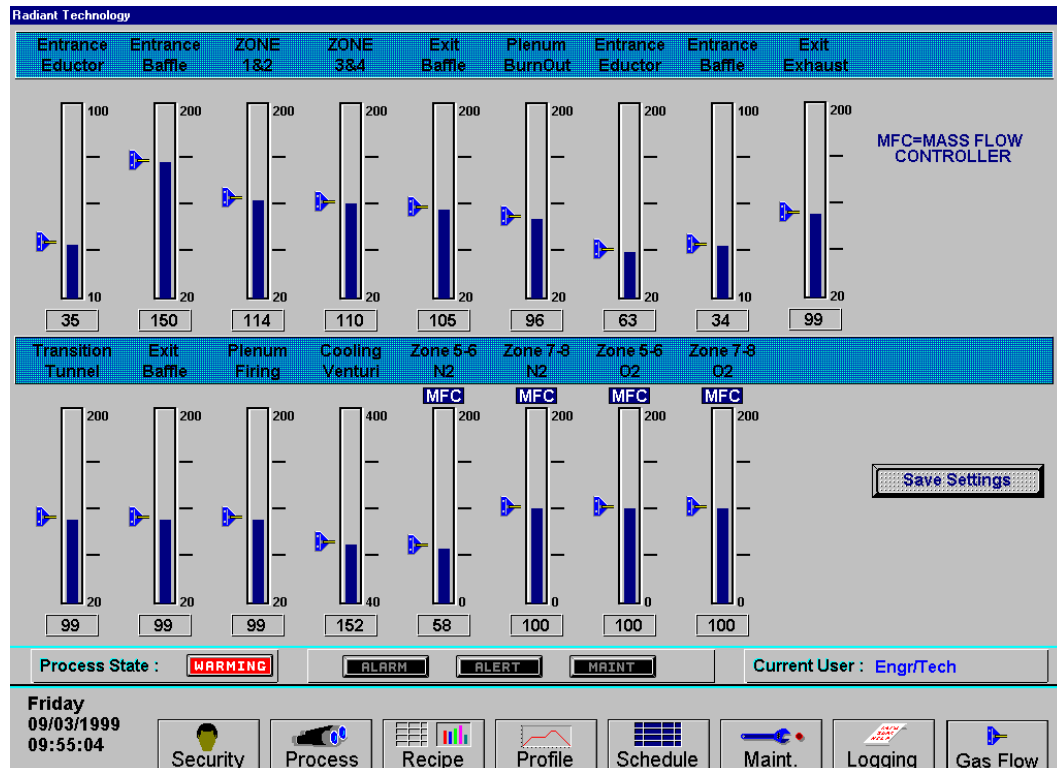 Radiant Technology
Entrance Entrance ZONE ZONE Exit Plenum Entrance Entrance Exit
Eductor Baffle 1&2 3&4 Baffle BurnOut Eductor Baffle Exhaust
100 200 200 200 200 200 200 100 200
MFC=MASS FLOW
CONTROLLER
10 20 20 20 20 20 20 10 20
35 150 114 110 105 96 63 34 99
Transition Exit Plenum Cooling Zone 5-6 Zone 7-8 Zone 5-6 Zone 7-8
Tunnel Baffle Firing Venturi N2 N2 O2 O2
MFC MFC MFC MFC
200 200 200 400 200 200 200 200
Save Settings
20 20 20 40 0 0 0 0
99 99 99 152 58 100 100 100
Process State : WARMING ALARM ALERT MAINT Current User : Engr/Tech
Friday
09/03/1999
09:55:04
Security Process Recipe Profile Schedule Maint. Logging Gas Flow